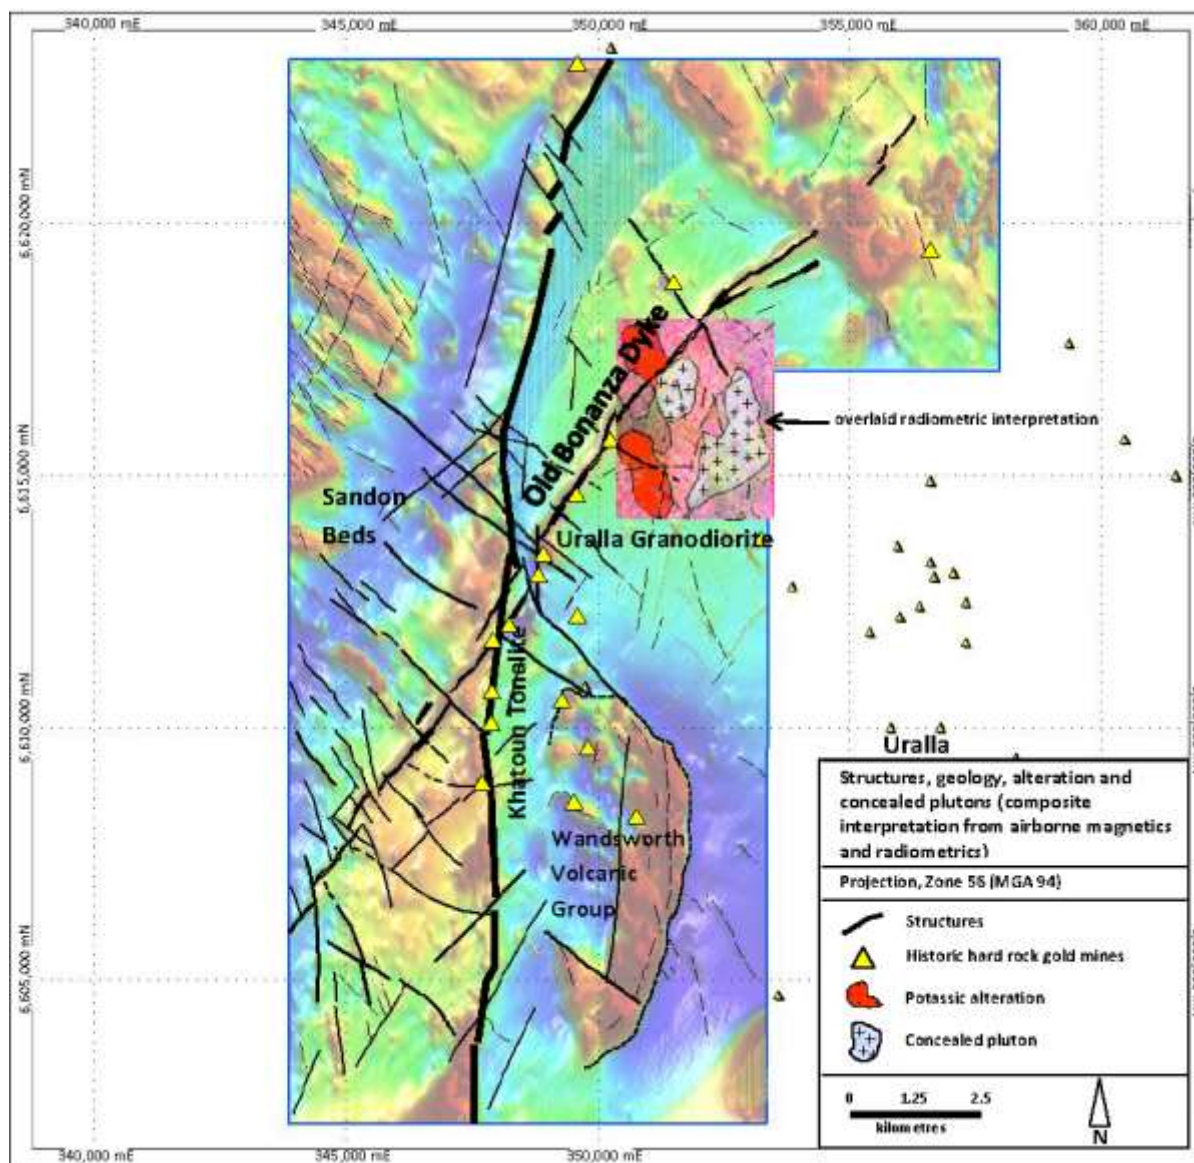 340,000 mE
345,000 mE
350,000 mE
355,000 mE
360,000 mE
6,620,000 mN
6,615,000 mN
6,610,000 mN
6,605,000 mN
Old Bonanza Dyke
overlaid radiometric interpretation
Sandon
Beds
Uralla Granodiorite
Khatoun Tonalite
Wandsworth
Volcanic
Group
Uralla
Structures, geology, alteration and
concealed plutons (composite
interpretation from airborne magnetics
and radiometrics)
Projection, Zone 56 (MGA 94)
Structures
Historic hard rock gold mines
Potassic alteration
Concealed pluton
0 1.25 2.5
kilometres
N
340,000 mE
345,000 mE
350,000 mE